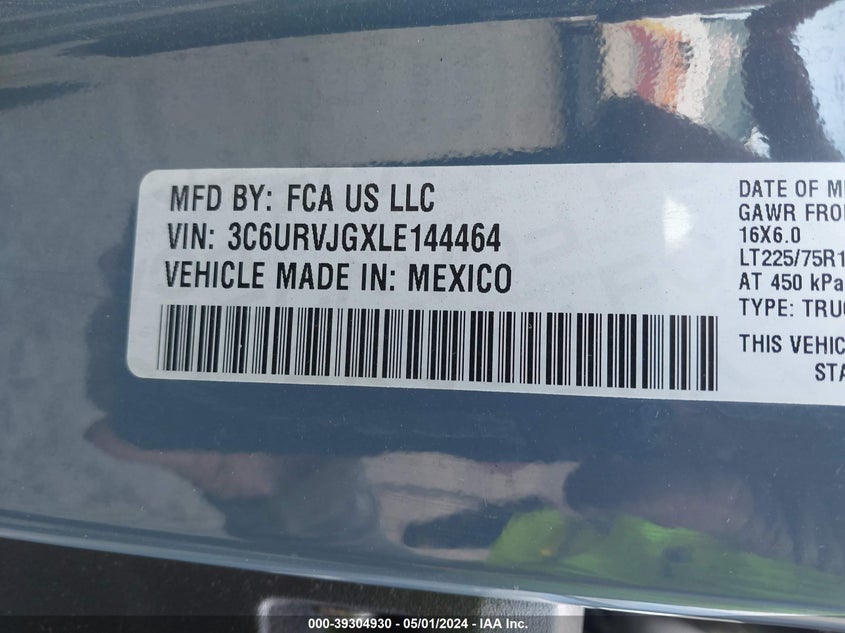 MFD BY: FCA US LLC
VIN: 3C6URVJGXLE144464
VEHICLE MADE IN: MEXICO
DATE OF M
GAWR FRO
16X6.0
LT225/75R1
AT 450 kPa
TYPE: TRU
THIS VEHIC
STA
000-39304930 - 05/01/2024 - IAA Inc.